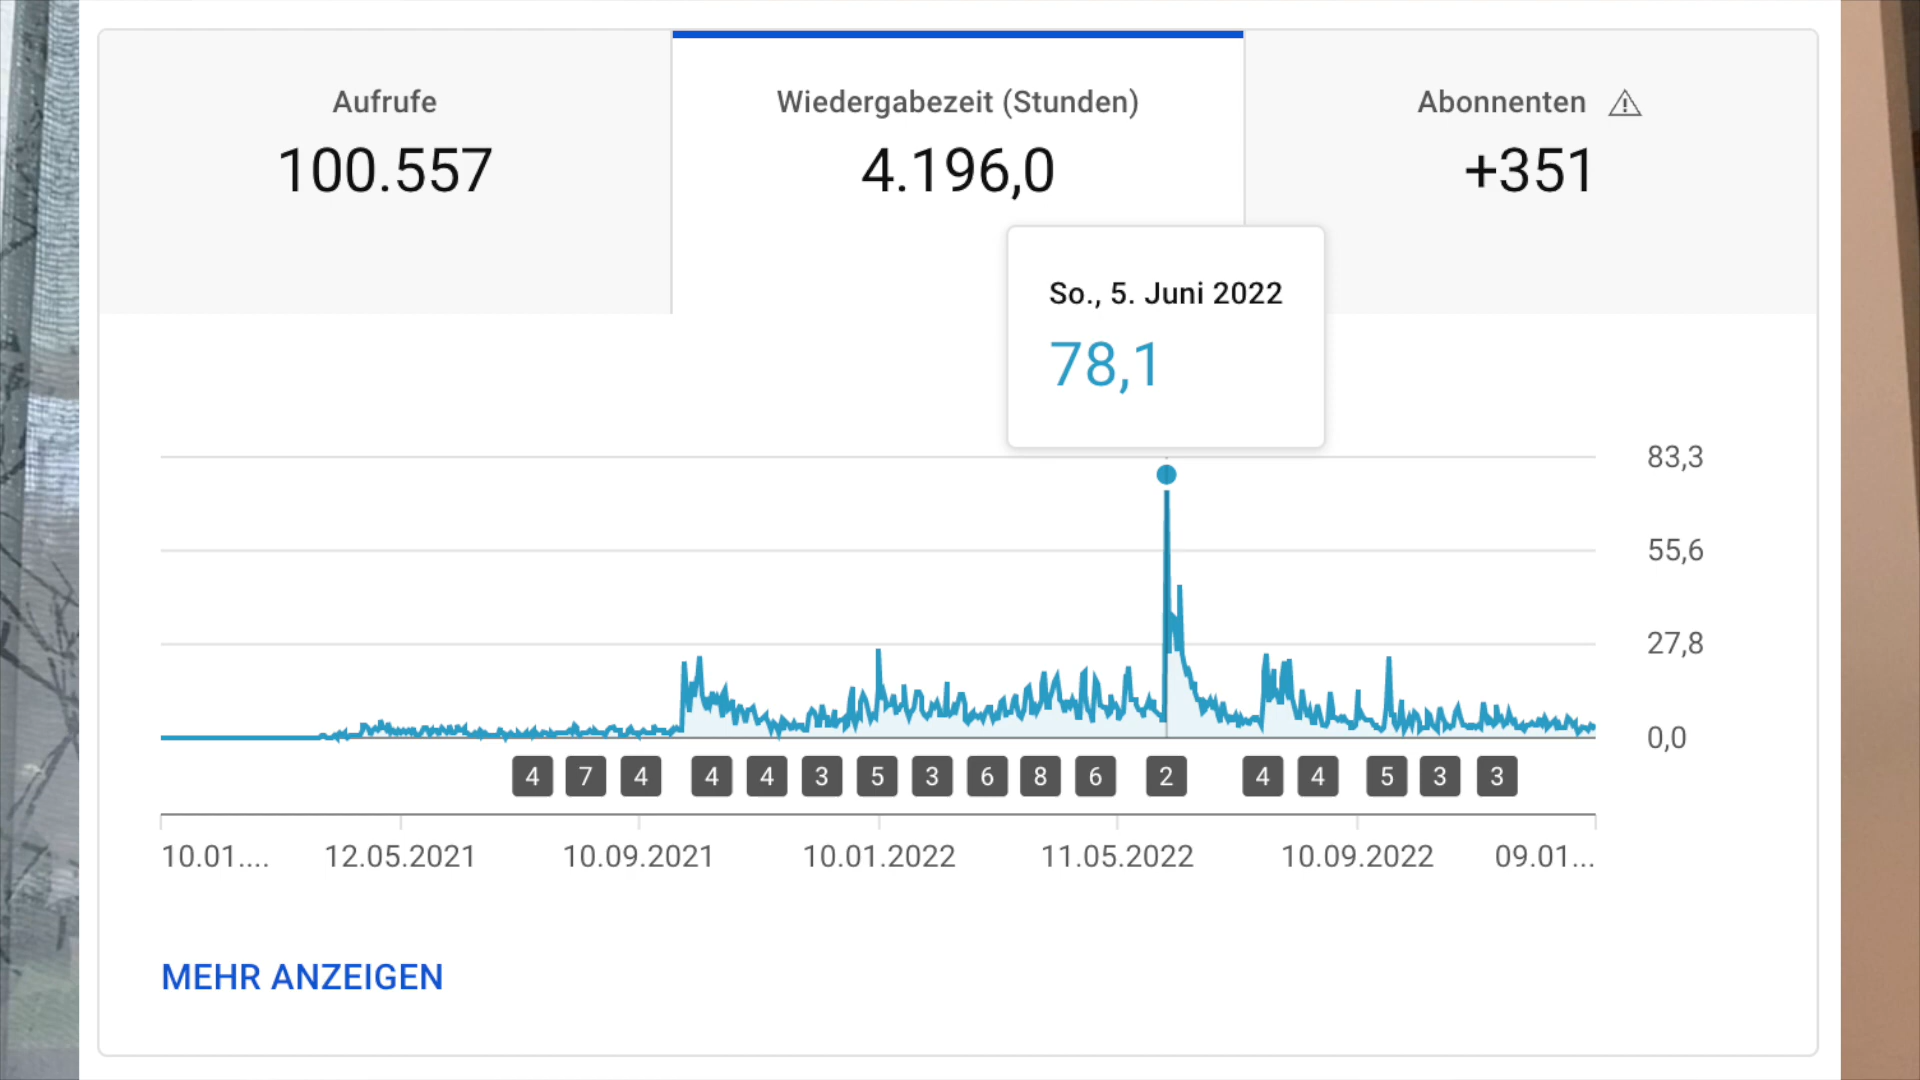 Aufrufe
100.557
Wiedergabezeit (Stunden)
4.196,0
Abonnenten
+351
So., 5. Juni 2022
78,1
83,3
55,6
27,8
0,0
4 7 4 4 4 3 5 3 6 8 6 2 4 4 5 3 3
10.01.... 12.05.2021 10.09.2021 10.01.2022 11.05.2022 10.09.2022 09.01...
MEHR ANZEIGEN